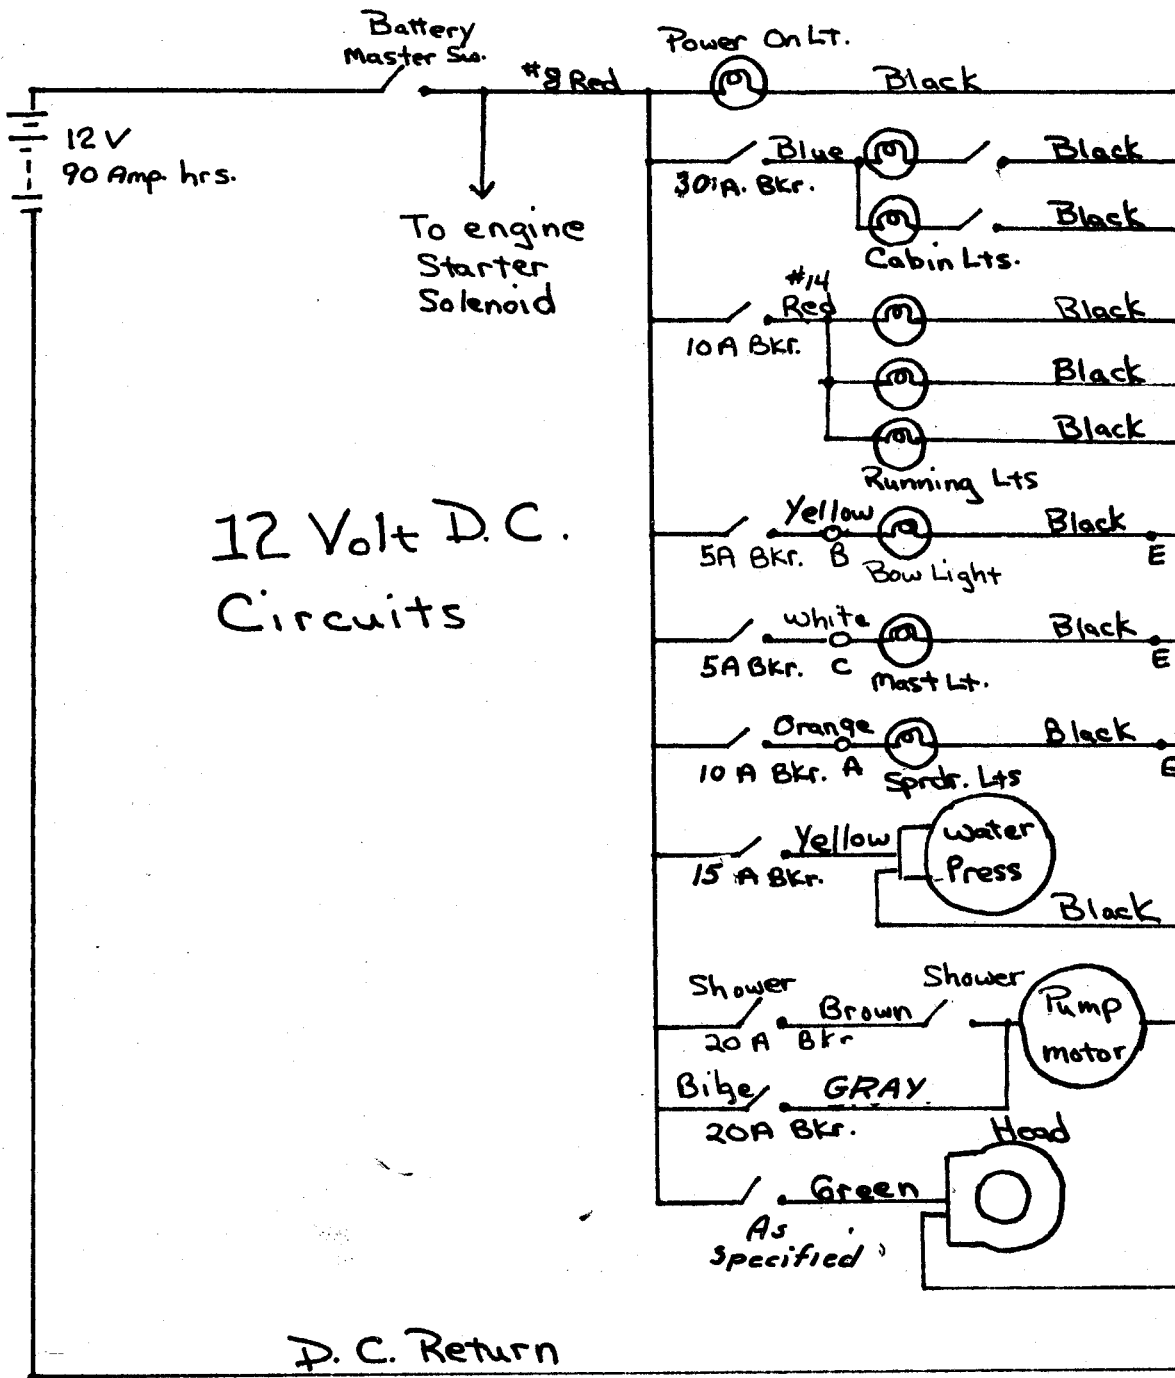 Battery
Master Sw.
#8 Red
Power On Lt.
Black
12 V
90 Amp. hrs.
To engine
Starter
Solenoid
Blue
30 A. Bkr.
Black
Black
Cabin Lts.
#14
Red
10 A Bkr.
Black
Black
Black
Running Lts
12 Volt D.C.
Circuits
Yellow
5A Bkr. B
Bow Light
Black
E
White
5A Bkr. C
Mast Lt.
Black
E
Orange
10 A Bkr. A
Sprdr. Lts
Black
E
Yellow
15 A Bkr.
Water
Press
Black
Shower
20 A Bkr
Brown
Shower
Pump
motor
Bilge
20A Bkr.
GRAY
Head
Green
As
specified
D.C. Return